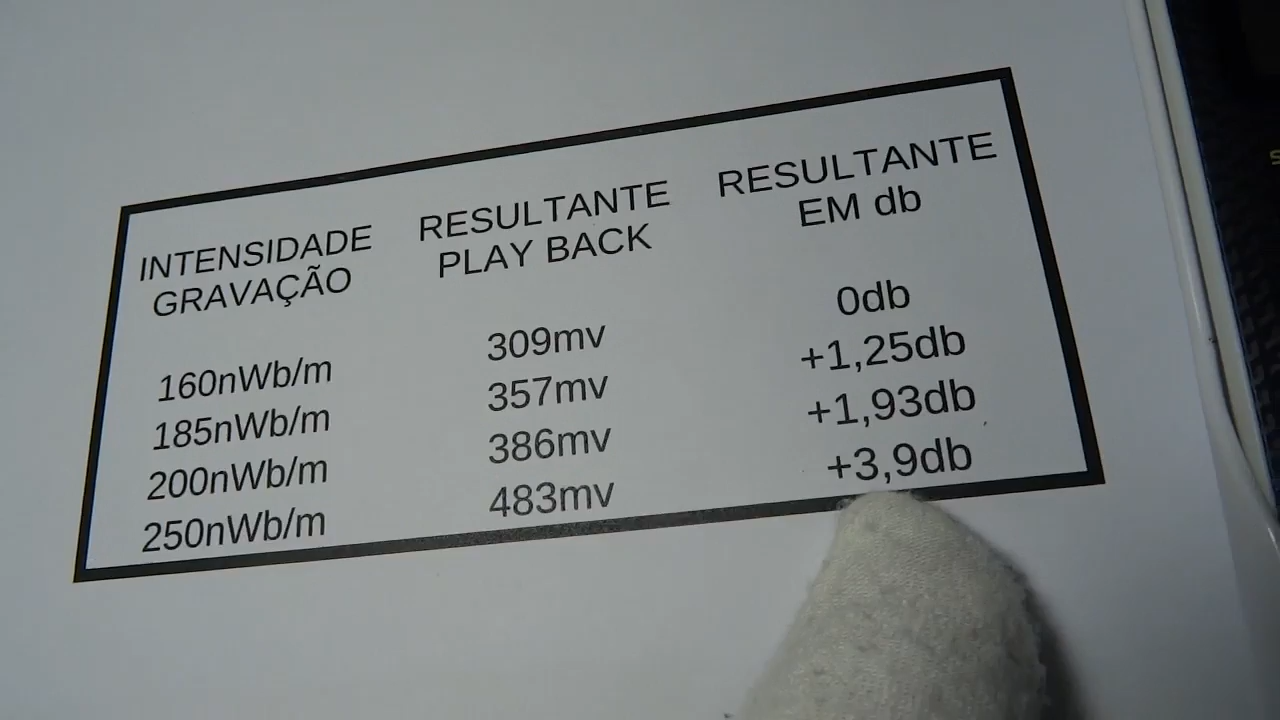 INTENSIDADE GRAVAÇÃO
RESULTANTE PLAY BACK
RESULTANTE EM db
160nWb/m 309mv 0db
185nWb/m 357mv +1,25db
200nWb/m 386mv +1,93db
250nWb/m 483mv +3,9db